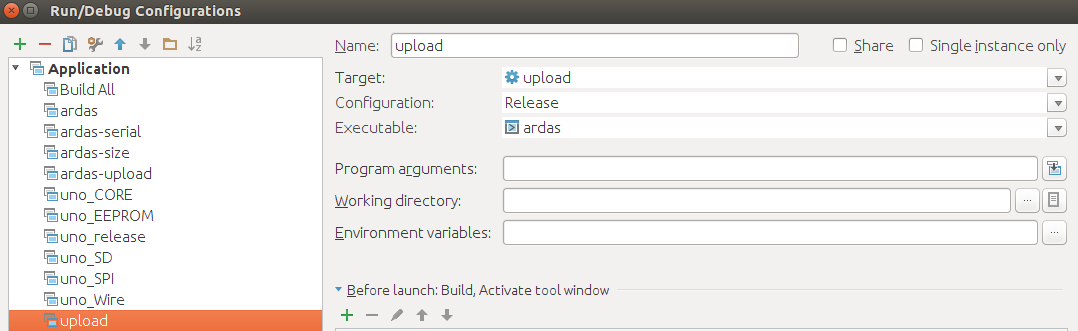 Run/Debug Configurations
Name: upload Share Single instance only
Application
Build All
ardas
ardas-serial
ardas-size
ardas-upload
uno_CORE
uno_EEPROM
uno_release
uno_SD
uno_SPI
uno_Wire
upload
Target: upload
Configuration: Release
Executable: ardas
Program arguments:
Working directory:
Environment variables:
Before launch: Build, Activate tool window